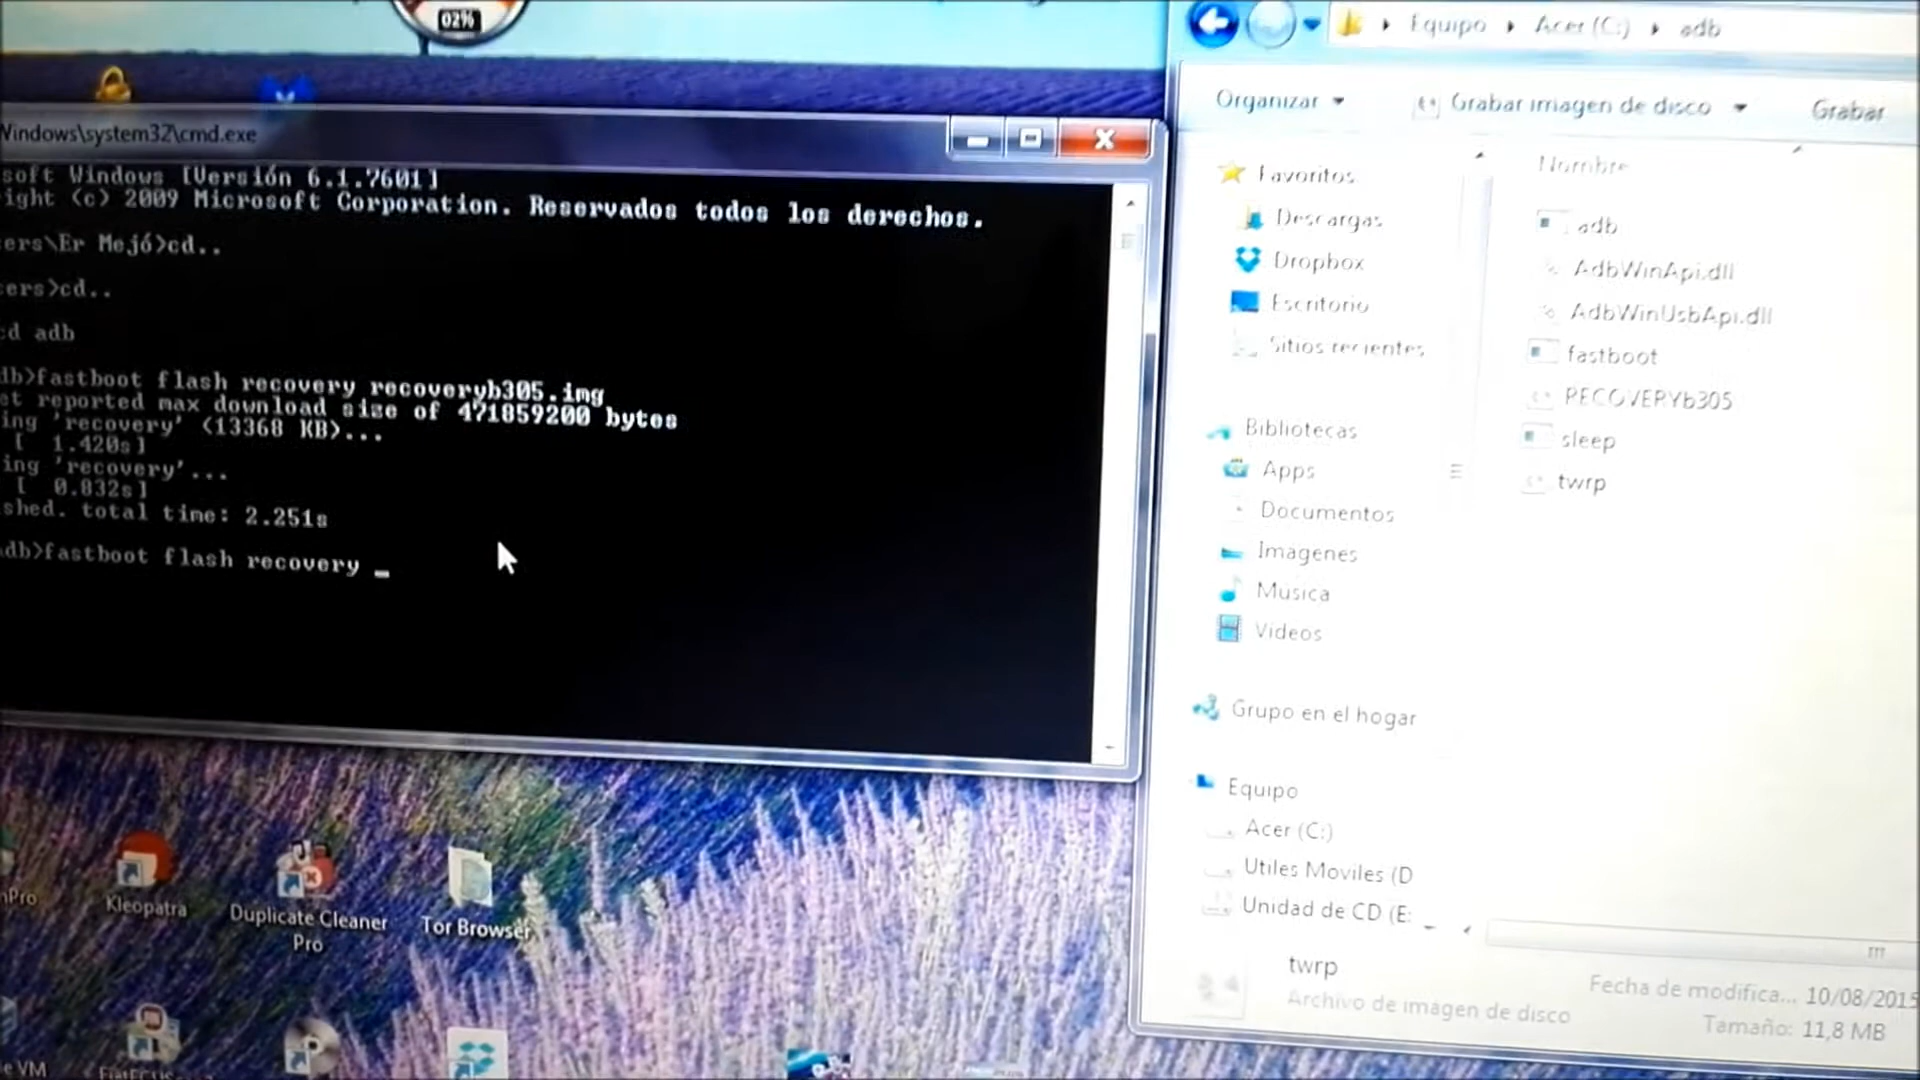 02%
Windows\system32\cmd.exe
soft Windows [Versión 6.1.7601]
ight (c) 2009 Microsoft Corporation. Reservados todos los derechos.
ers\Er Mejó>cd..
ers>cd..
cd adb
db>fastboot flash recovery recoveryb305.img
et reported max download size of 471859200 bytes
ing 'recovery' (13368 KB)...
[ 1.420s]
ing 'recovery'...
[ 0.832s]
shed. total time: 2.251s
adb>fastboot flash recovery _
nPro
Kleopatra
Duplicate Cleaner
Pro
Tor Browser
e VM
Equipo
Acer (C:)
adb
Organizar
Grabar imagen de disco
Grabar
Nombre
Favoritos
Descargas
Dropbox
Escritorio
Sitios recientes
Bibliotecas
Apps
Documentos
Imágenes
Música
Vídeos
Grupo en el hogar
Equipo
Acer (C:)
Utiles Moviles (D
Unidad de CD (E:
adb
AdbWinApi.dll
AdbWinUsbApi.dll
fastboot
RECOVERYb305
sleep
twrp
twrp
Archivo de imagen de disco
Fecha de modifica... 10/08/2015
Tamaño: 11,8 MB